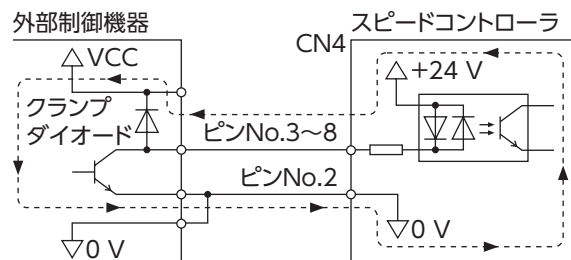 外部制御機器
スピードコントローラ
CN4
VCC
+24 V
クランプ
ダイオード
ピンNo.3～8
ピンNo.2
0 V
0 V